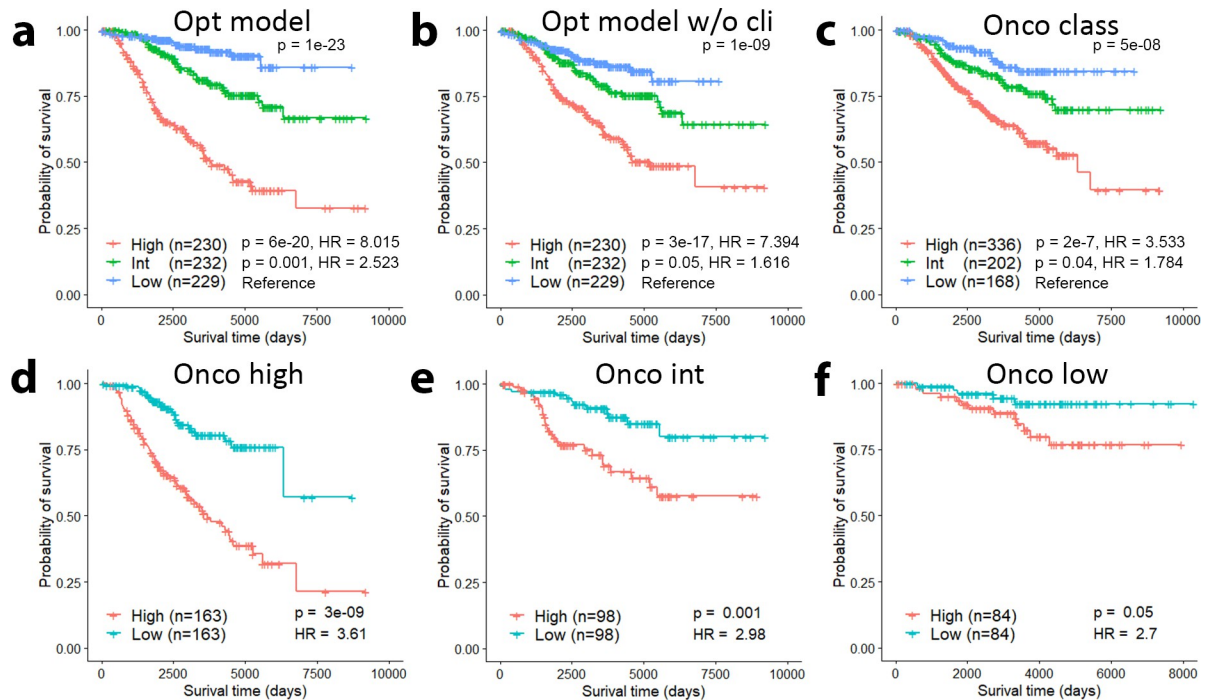 a
Opt model
p = 1e-23
Probability of survival
1.00
0.75
0.50
0.25
0.00
High (n=230) p = 6e-20, HR = 8.015
Int (n=232) p = 0.001, HR = 2.523
Low (n=229) Reference
0 2500 5000 7500 10000
Surival time (days)
b
Opt model w/o cli
p = 1e-09
Probability of survival
1.00
0.75
0.50
0.25
0.00
High (n=230) p = 3e-17, HR = 7.394
Int (n=232) p = 0.05, HR = 1.616
Low (n=229) Reference
0 2500 5000 7500 10000
Surival time (days)
c
Onco class
p = 5e-08
Probability of survival
1.00
0.75
0.50
0.25
0.00
High (n=336) p = 2e-7, HR = 3.533
Int (n=202) p = 0.04, HR = 1.784
Low (n=168) Reference
0 2500 5000 7500 10000
Surival time (days)
d
Onco high
Probability of survival
1.00
0.75
0.50
0.25
0.00
High (n=163) p = 3e-09
Low (n=163) HR = 3.61
0 2500 5000 7500 10000
Surival time (days)
e
Onco int
Probability of survival
1.00
0.75
0.50
0.25
0.00
High (n=98) p = 0.001
Low (n=98) HR = 2.98
0 2500 5000 7500 10000
Surival time (days)
f
Onco low
Probability of survival
1.00
0.75
0.50
0.25
0.00
High (n=84) p = 0.05
Low (n=84) HR = 2.7
0 2000 4000 6000 8000
Surival time (days)